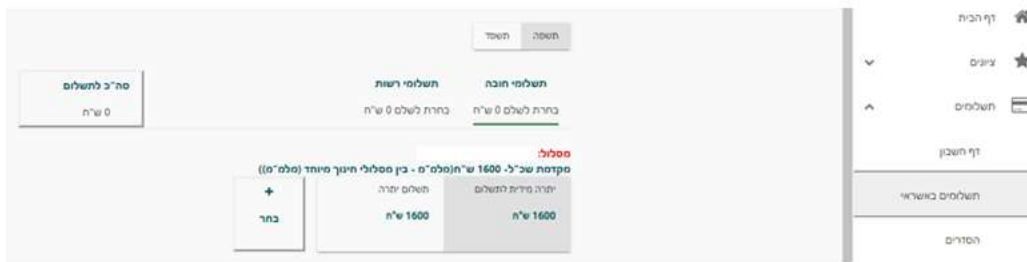 דף הבית
ציונים
תשלומים
דף חשבון
תשלומים באשראי
הסדרים
תשפה תשפד
תשלומי חובה תשלומי רשות
בחרת לשלם 0 ש"ח בחרת לשלם 0 ש"ח
סה"כ לתשלום
0 ש"ח
מסלול:
מקדמת שכ"ל- 1600 ש"ח(מלמ"מ - בין מסלולי חינוך מיוחד (מלמ"מ))
יתרה מידית לתשלום תשלום יתרה
1600 ש"ח 1600 ש"ח
+
בחר